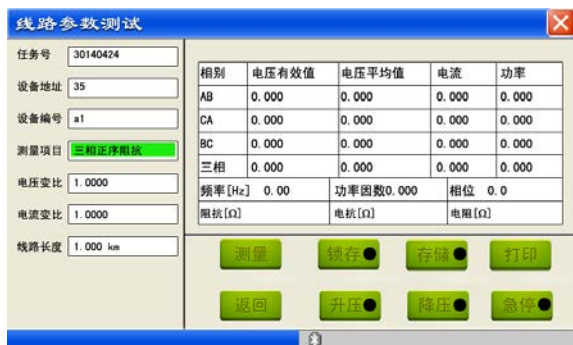 线路参数测试
任务号 30140424
设备地址 35
设备编号 a1
测量项目 三相正序阻抗
电压变比 1.0000
电流变比 1.0000
线路长度 1.000 km
相别 电压有效值 电压平均值 电流 功率
AB 0.000 0.000 0.000 0.000
CA 0.000 0.000 0.000 0.000
BC 0.000 0.000 0.000 0.000
三相 0.000 0.000 0.000 0.000
频率[Hz] 0.00 功率因数0.000 相位 0.0
阻抗[Ω] 电抗[Ω] 电阻[Ω]
测量 锁存 存储 打印
返回 升压 降压 急停